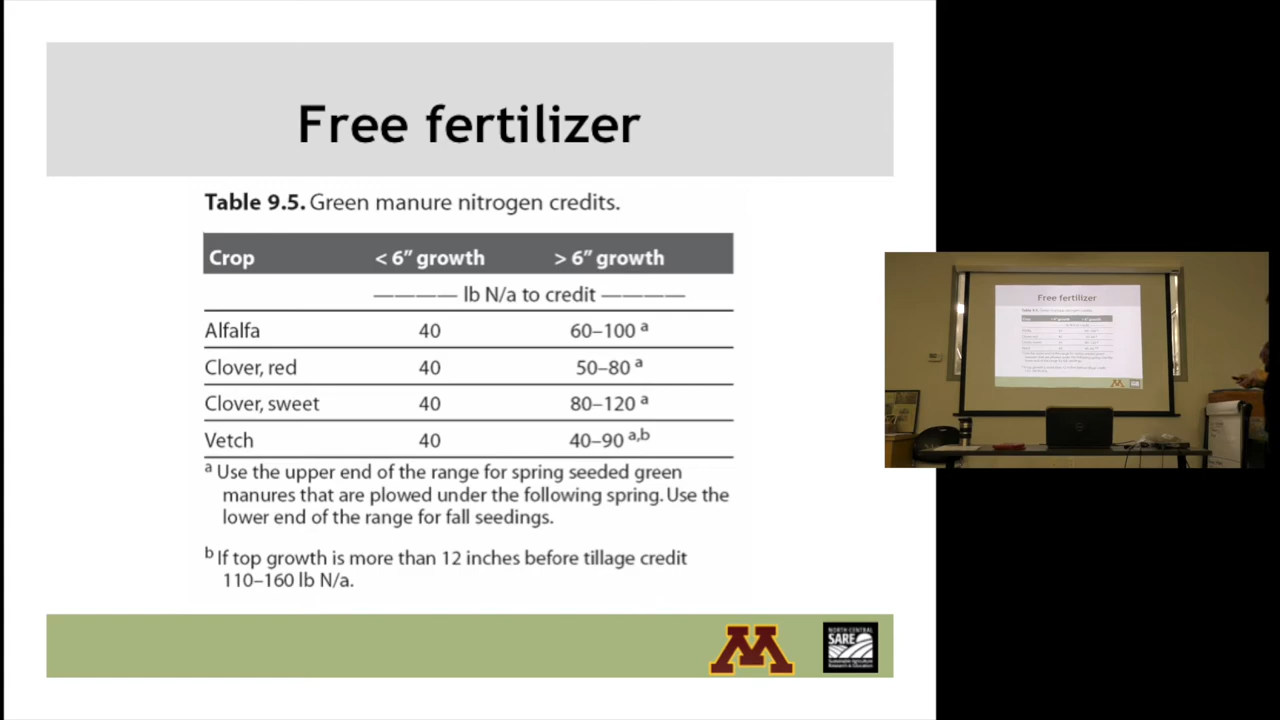 Free fertilizer
Table 9.5. Green manure nitrogen credits.
Crop < 6” growth > 6” growth
———— lb N/a to credit ————
Alfalfa 40 60–100 a
Clover, red 40 50–80 a
Clover, sweet 40 80–120 a
Vetch 40 40–90 a,b
a Use the upper end of the range for spring seeded green
manures that are plowed under the following spring. Use the
lower end of the range for fall seedings.
b If top growth is more than 12 inches before tillage credit
110–160 lb N/a.
M
NORTH CENTRAL
SARE
Sustainable Agriculture
Research & Education
Free fertilizer